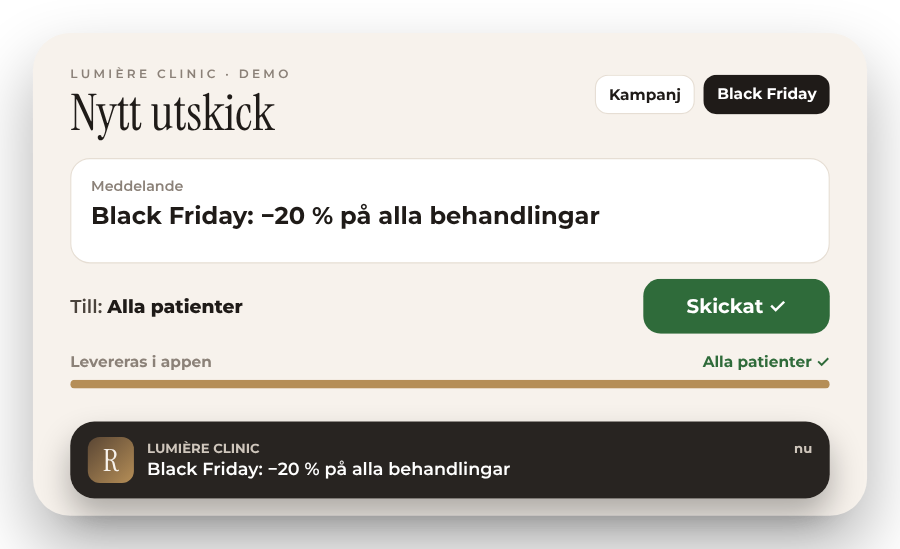 LUMIÈRE CLINIC · DEMO
Nytt utskick
Kampanj
Black Friday
Meddelande
Black Friday: −20 % på alla behandlingar
Till: Alla patienter
Skickat ✓
Levereras i appen
Alla patienter ✓
R
LUMIÈRE CLINIC
nu
Black Friday: −20 % på alla behandlingar